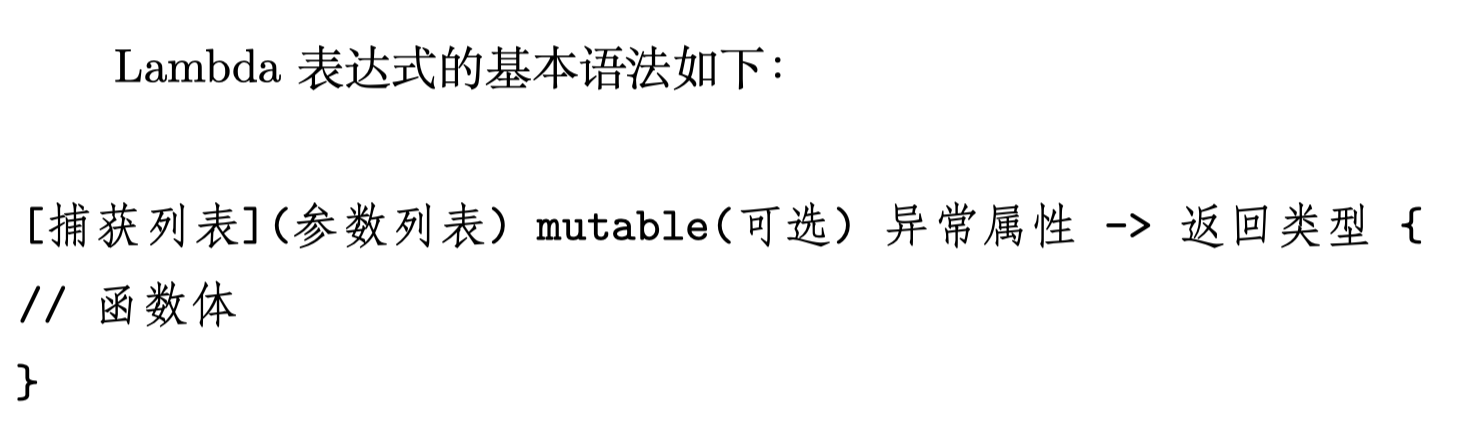 Lambda 表达式的基本语法如下：
[捕获列表](参数列表) mutable(可选) 异常属性 -> 返回类型 {
// 函数体
}